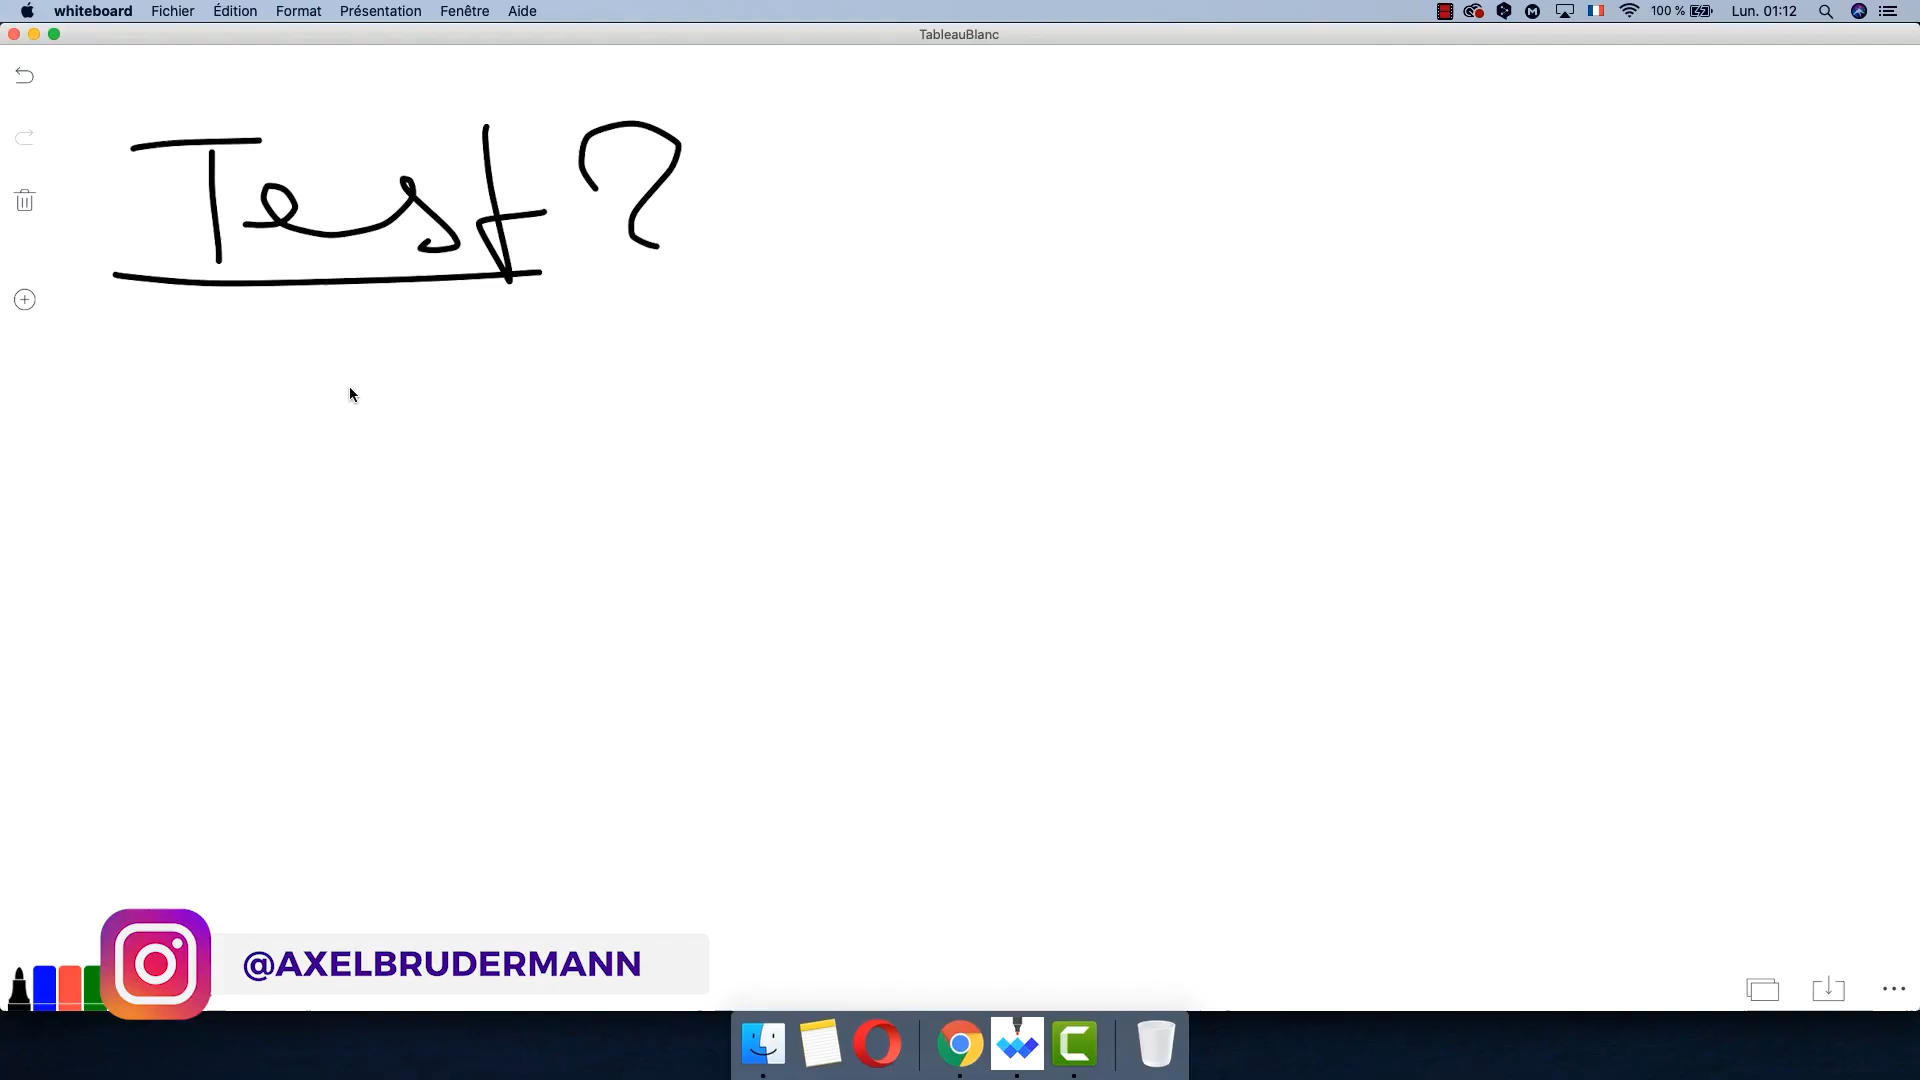 whiteboard Fichier Édition Format Présentation Fenêtre Aide 100 % Lun. 01:12
TableauBlanc
Test ?
@AXELBRUDERMANN